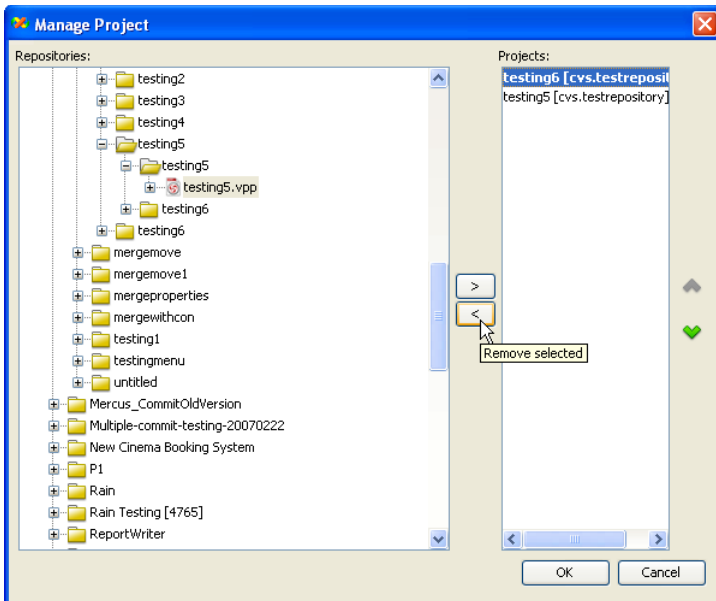 Manage Project
Repositories:
Projects:
testing2
testing3
testing4
testing5
testing5
testing5.vpp
testing6
testing6
mergemove
mergemove1
mergeproperties
mergewithcon
testing1
testingmenu
untitled
Mercus_CommitOldVersion
Multiple-commit-testing-20070222
New Cinema Booking System
P1
Rain
Rain Testing [4765]
ReportWriter
>
<
Remove selected
testing6 [cvs.testreposit
testing5 [cvs.testrepository]
OK
Cancel